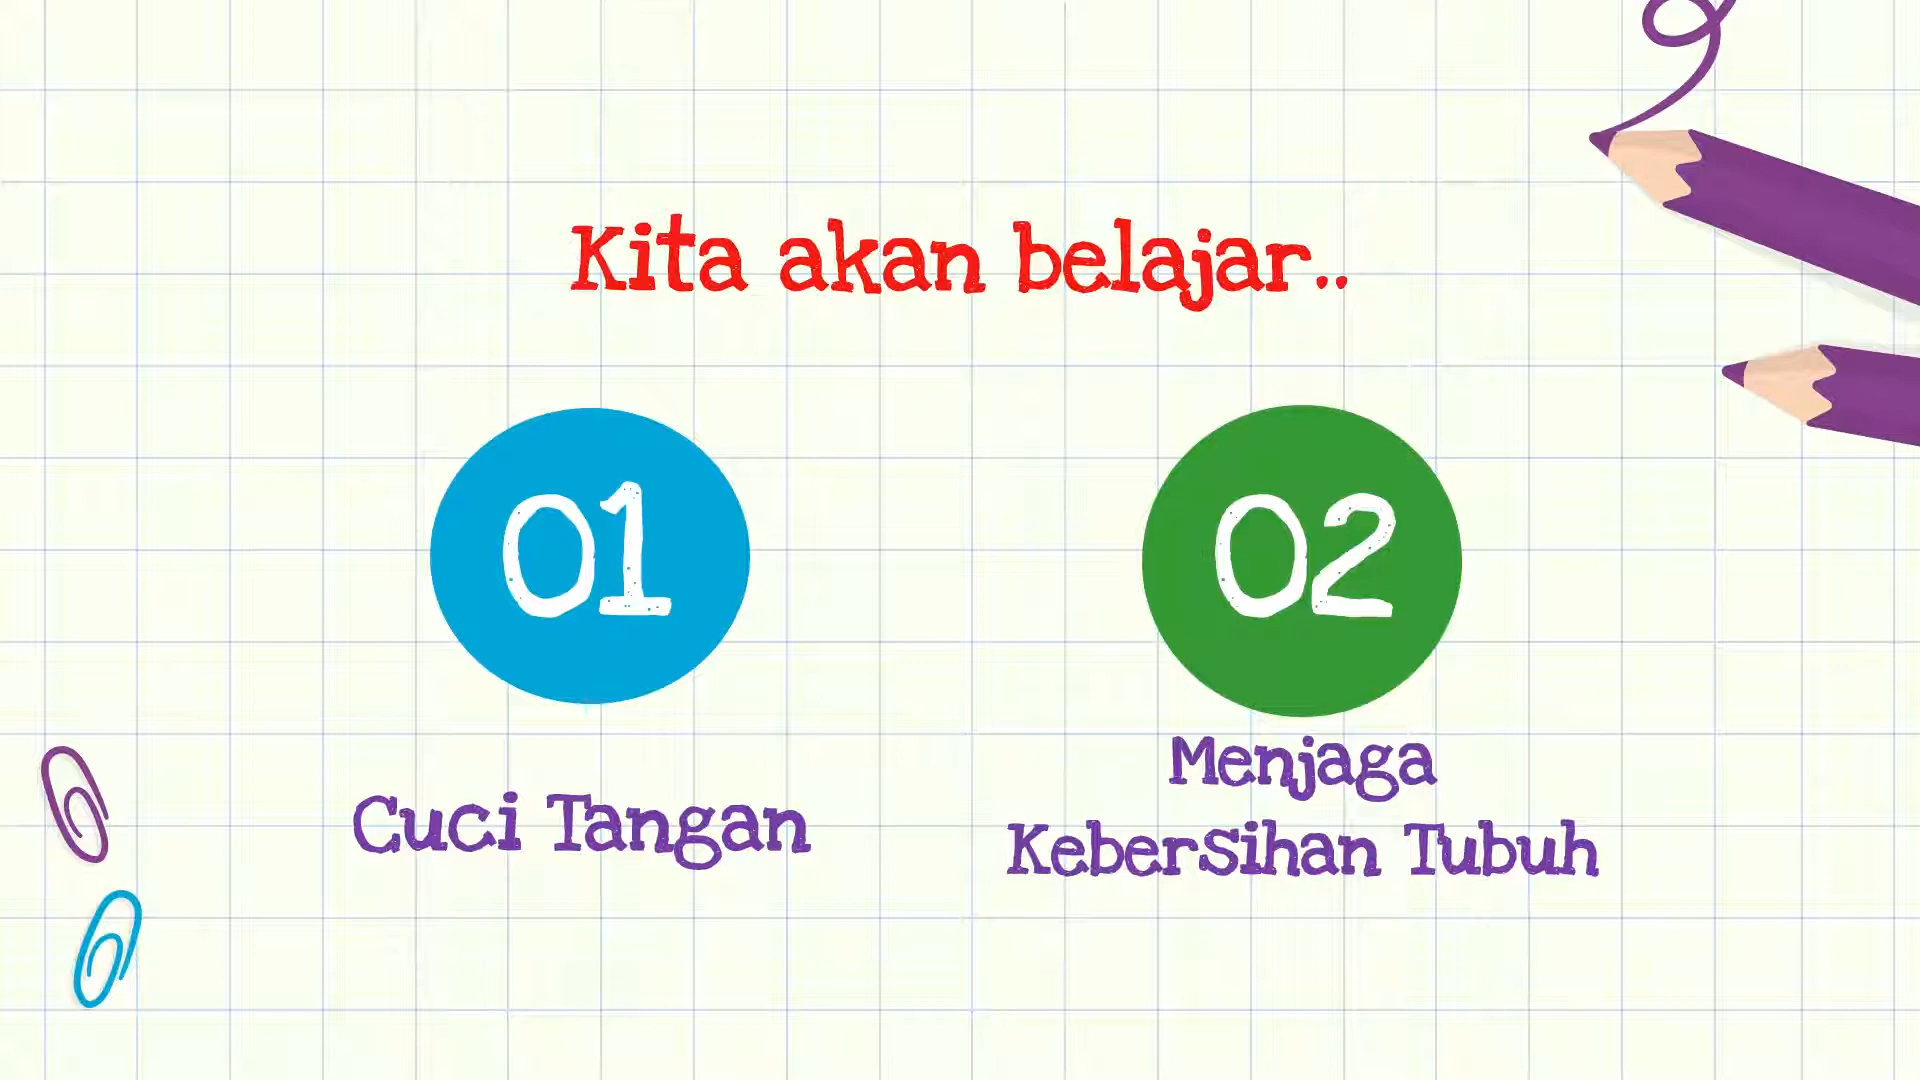 Kita akan belajar..
01
Cuci Tangan
02
Menjaga
Kebersihan Tubuh